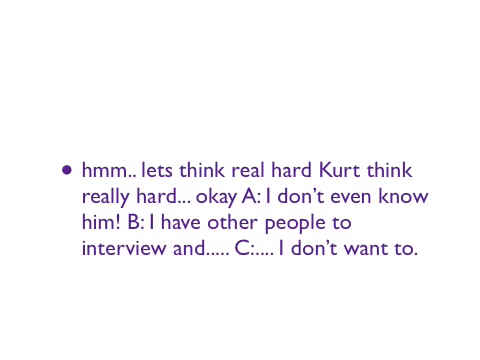 • hmm.. lets think real hard Kurt think
really hard... okay A: I don’t even know
him! B: I have other people to
interview and..... C:.... I don’t want to.